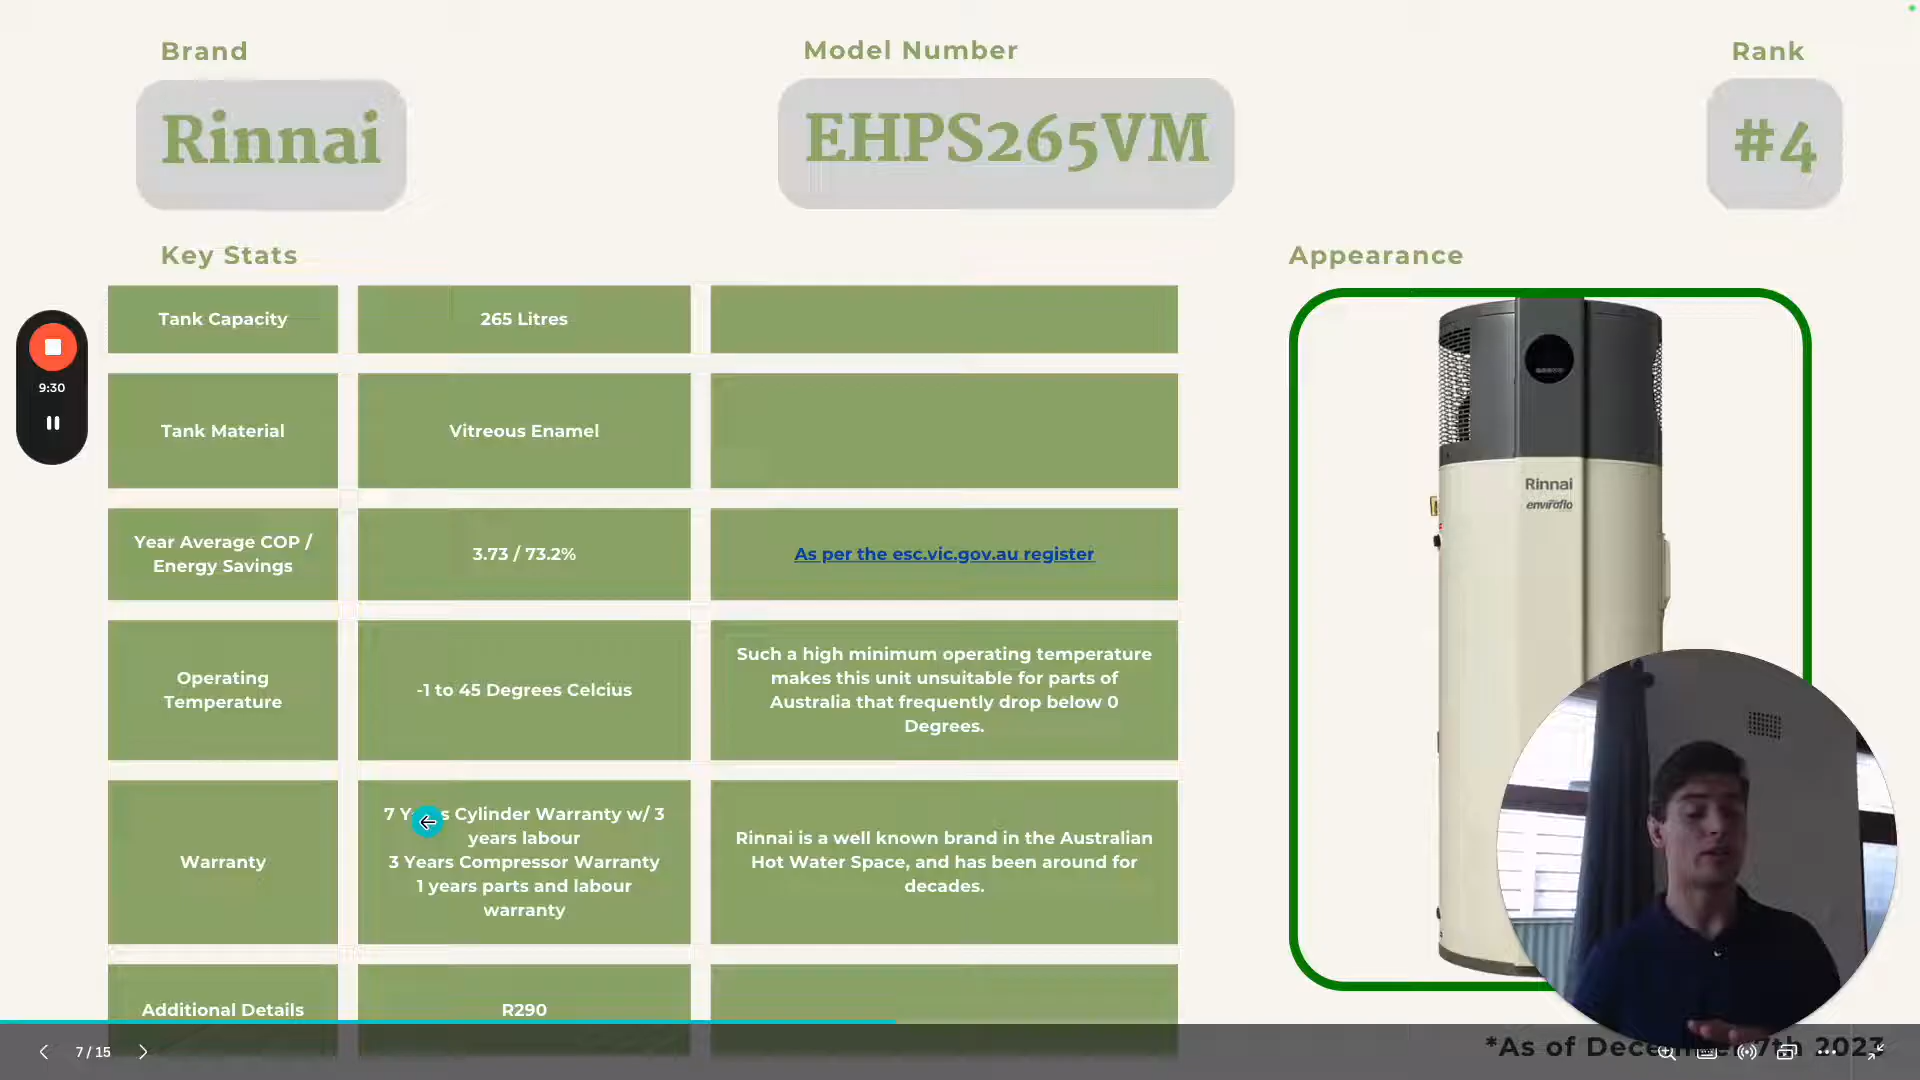 Brand
Model Number
Rank
Rinnai
EHPS265VM
#4
Key Stats
Appearance
Tank Capacity
265 Litres
Tank Material
Vitreous Enamel
Year Average COP /
Energy Savings
3.73 / 73.2%
As per the esc.vic.gov.au register
Operating
Temperature
-1 to 45 Degrees Celcius
Such a high minimum operating temperature
makes this unit unsuitable for parts of
Australia that frequently drop below 0
Degrees.
Warranty
7 Y s Cylinder Warranty w/ 3
years labour
3 Years Compressor Warranty
1 years parts and labour
warranty
Rinnai is a well known brand in the Australian
Hot Water Space, and has been around for
decades.
Additional Details
R290
Rinnai
enviroflo
9:30
7 / 15
*As of December 7th 2023